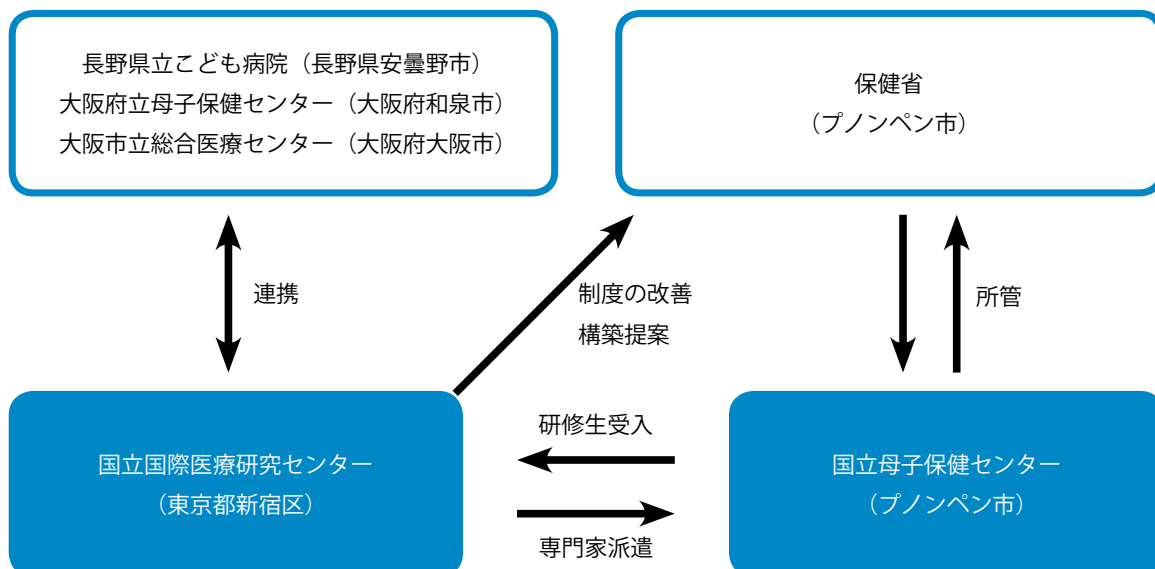 長野県立こども病院（長野県安曇野市）
大阪府立母子保健センター（大阪府和泉市）
大阪市立総合医療センター（大阪府大阪市）
保健省
（プノンペン市）
連携
制度の改善
構築提案
所管
国立国際医療研究センター
（東京都新宿区）
研修生受入
専門家派遣
国立母子保健センター
（プノンペン市）